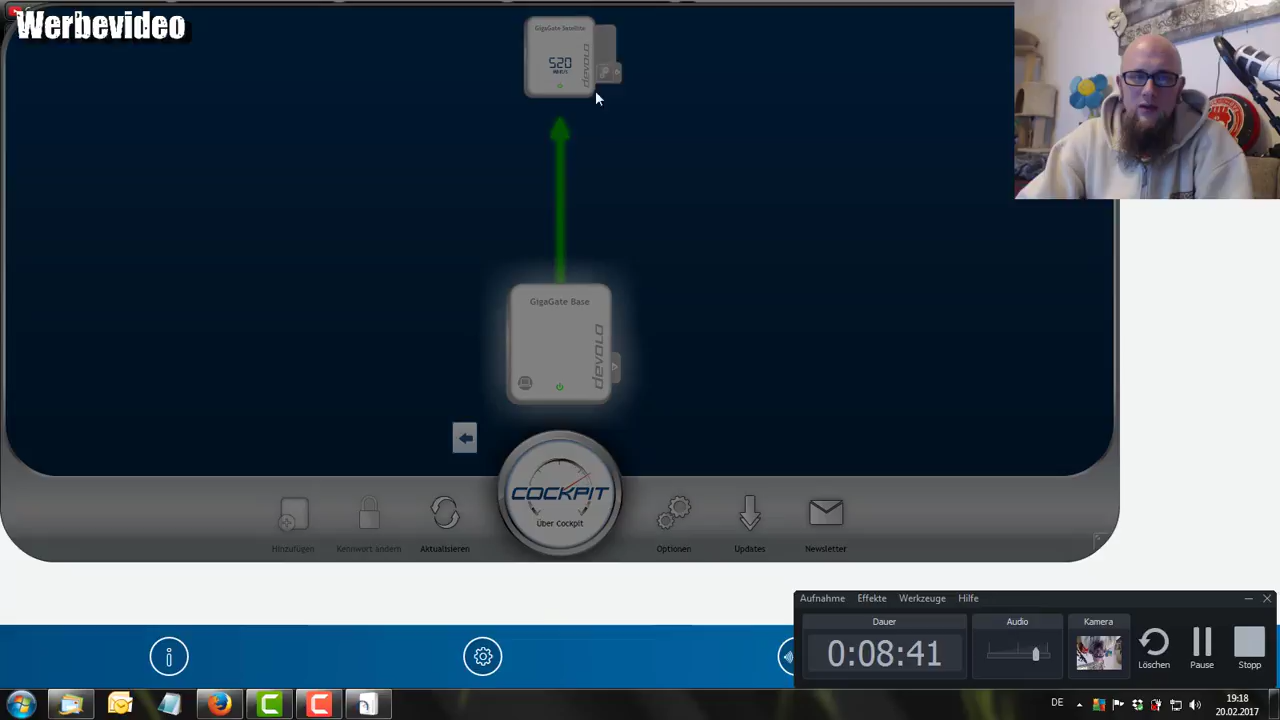 Werbevideo
GigaGate Satellite
520
MBIT/S
devolo
GigaGate Base
devolo
COCKPIT
Über Cockpit
Hinzufügen
Kennwort ändern
Aktualisieren
Optionen
Updates
Newsletter
Aufnahme Effekte Werkzeuge Hilfe
Dauer
Audio
Kamera
0:08:41
Löschen
Pause
Stopp
DE
19:18
20.02.2017